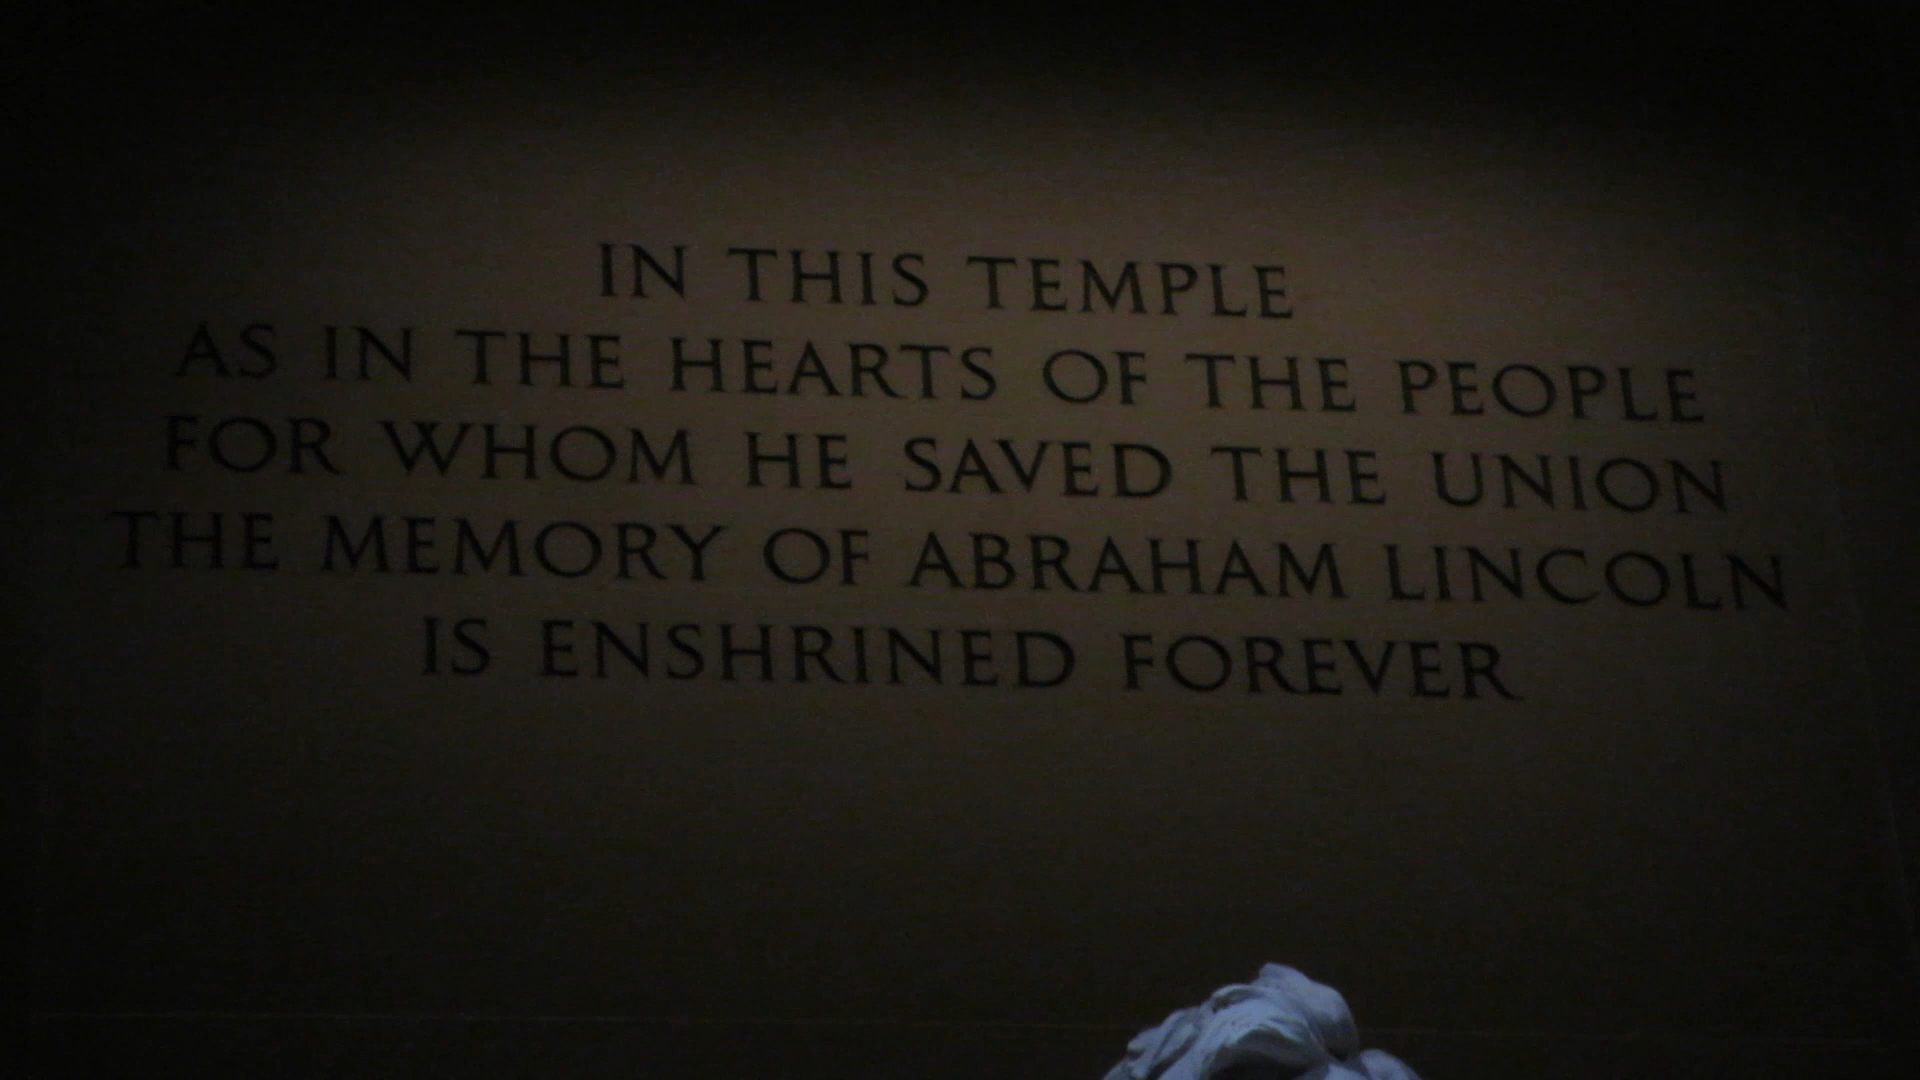 IN THIS TEMPLE
AS IN THE HEARTS OF THE PEOPLE
FOR WHOM HE SAVED THE UNION
THE MEMORY OF ABRAHAM LINCOLN
IS ENSHRINED FOREVER